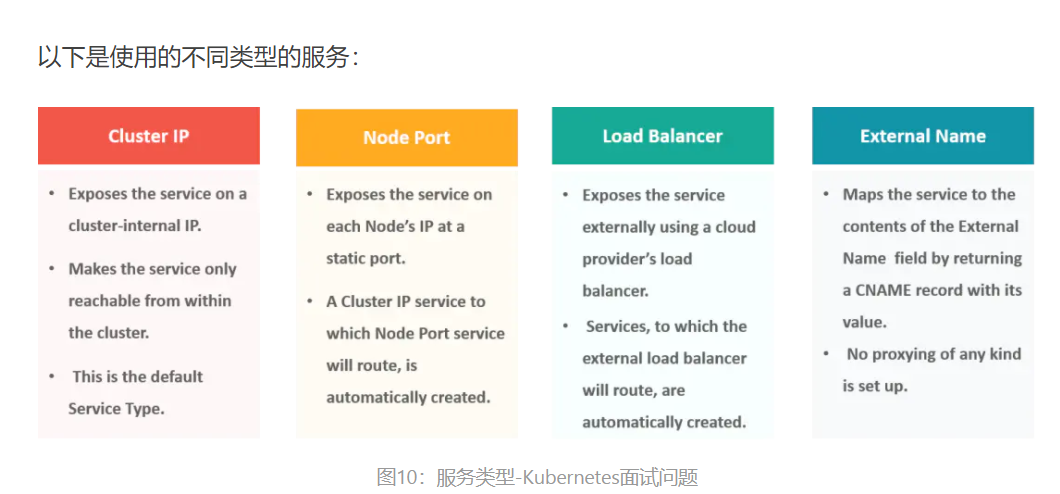 以下是使用的不同类型的服务：
Cluster IP
• Exposes the service on a
cluster-internal IP.
• Makes the service only
reachable from within
the cluster.
• This is the default
Service Type.
Node Port
• Exposes the service on
each Node’s IP at a
static port.
• A Cluster IP service to
which Node Port service
will route, is
automatically created.
Load Balancer
• Exposes the service
externally using a cloud
provider’s load
balancer.
• Services, to which the
external load balancer
will route, are
automatically created.
External Name
• Maps the service to the
contents of the External
Name field by returning
a CNAME record with its
value.
• No proxying of any kind
is set up.
图10：服务类型-Kubernetes面试问题